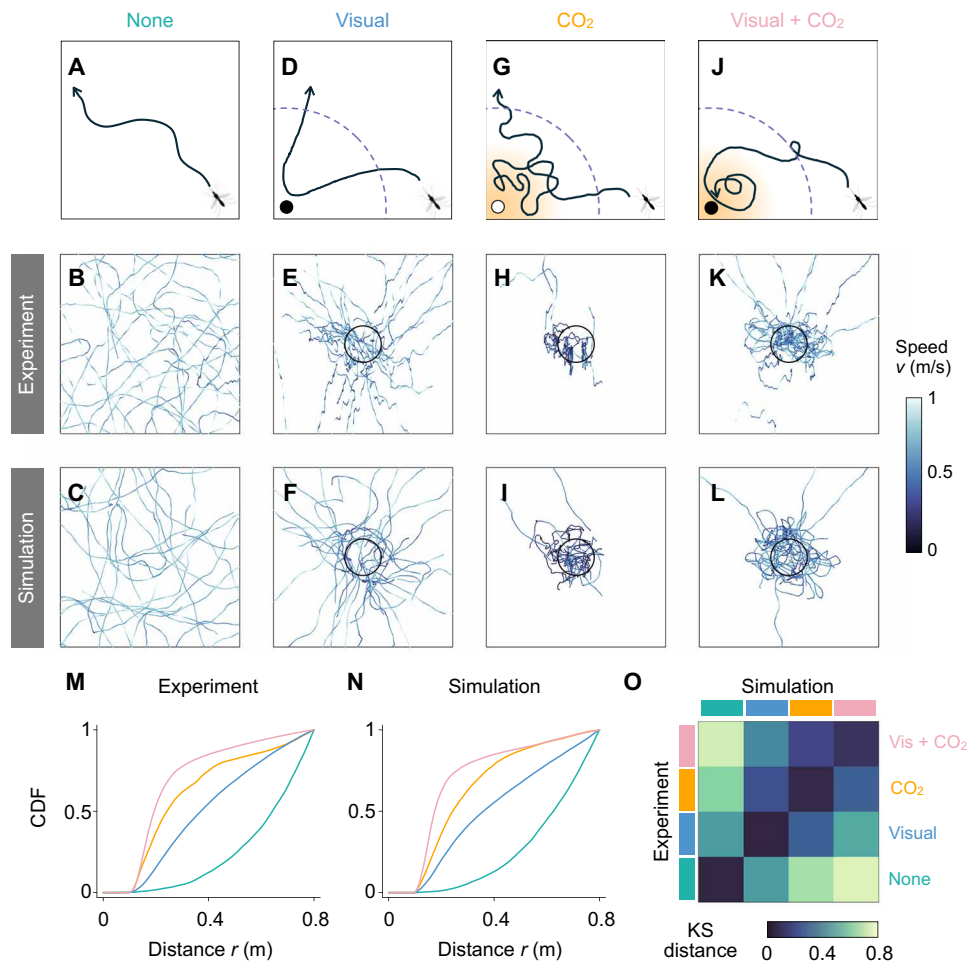 None
Visual
CO₂
Visual + CO₂
A
D
G
J
Experiment
B
E
H
K
Speed
v (m/s)
1
0.5
0
Simulation
C
F
I
L
M
Experiment
CDF
1
0.5
0
0
0.4
0.8
Distance r (m)
N
Simulation
1
0.5
0
0
0.4
0.8
Distance r (m)
O
Simulation
Experiment
Vis + CO₂
CO₂
Visual
None
KS
distance
0
0.4
0.8